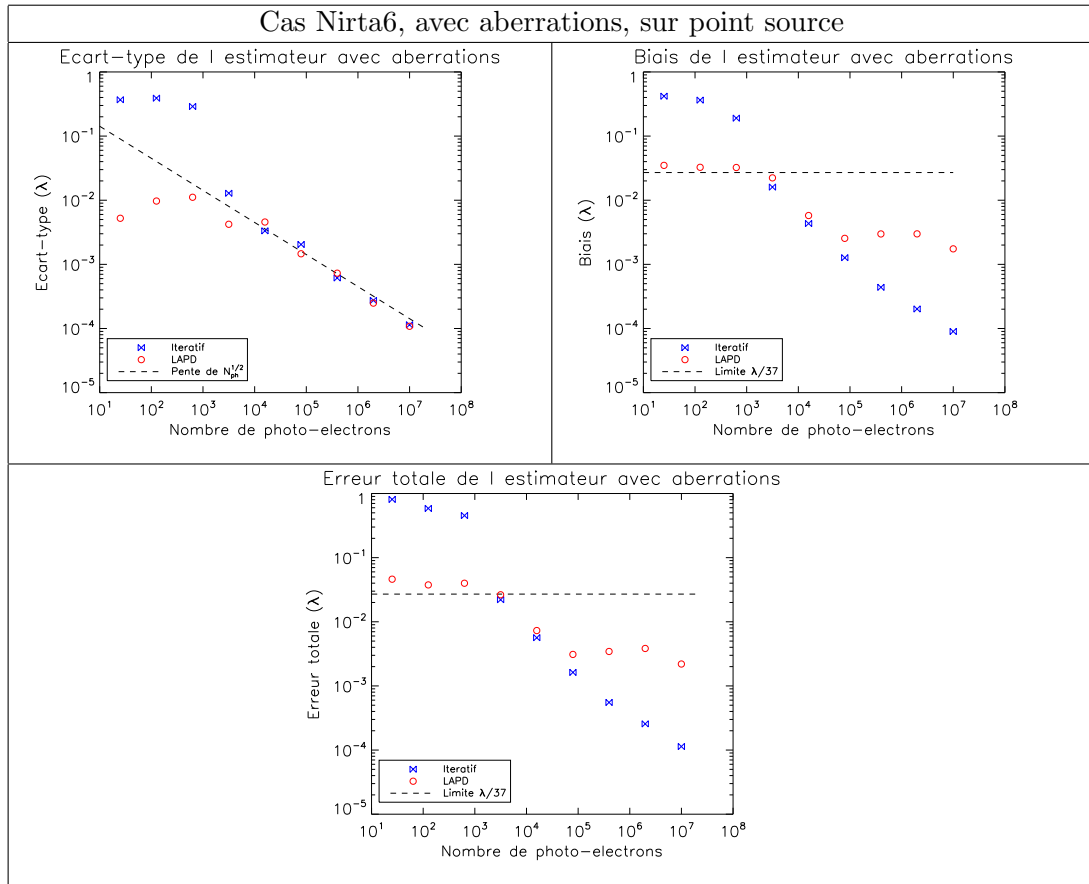 Cas Nirta6, avec aberrations, sur point source
Ecart−type de l estimateur avec aberrations
Ecart−type (λ)
1
10⁻¹
10⁻²
10⁻³
10⁻⁴
10⁻⁵
Iteratif
LAPD
Pente de N_ph^1/2
10¹ 10² 10³ 10⁴ 10⁵ 10⁶ 10⁷ 10⁸
Nombre de photo−electrons
Biais de l estimateur avec aberrations
Biais (λ)
1
10⁻¹
10⁻²
10⁻³
10⁻⁴
10⁻⁵
Iteratif
LAPD
Limite λ/37
10¹ 10² 10³ 10⁴ 10⁵ 10⁶ 10⁷ 10⁸
Nombre de photo−electrons
Erreur totale de l estimateur avec aberrations
Erreur totale (λ)
1
10⁻¹
10⁻²
10⁻³
10⁻⁴
10⁻⁵
Iteratif
LAPD
Limite λ/37
10¹ 10² 10³ 10⁴ 10⁵ 10⁶ 10⁷ 10⁸
Nombre de photo−electrons